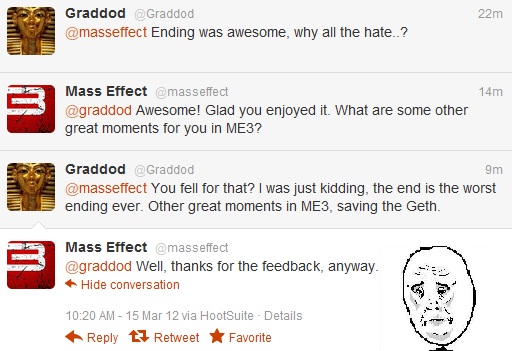 Graddod @Graddod 22m
@masseffect Ending was awesome, why all the hate..?
Mass Effect @masseffect 14m
@graddod Awesome! Glad you enjoyed it. What are some other
great moments for you in ME3?
Graddod @Graddod 9m
@masseffect You fell for that? I was just kidding, the end is the worst
ending ever. Other great moments in ME3, saving the Geth.
Mass Effect @masseffect
@graddod Well, thanks for the feedback, anyway.
Hide conversation
10:20 AM - 15 Mar 12 via HootSuite · Details
Reply Retweet Favorite